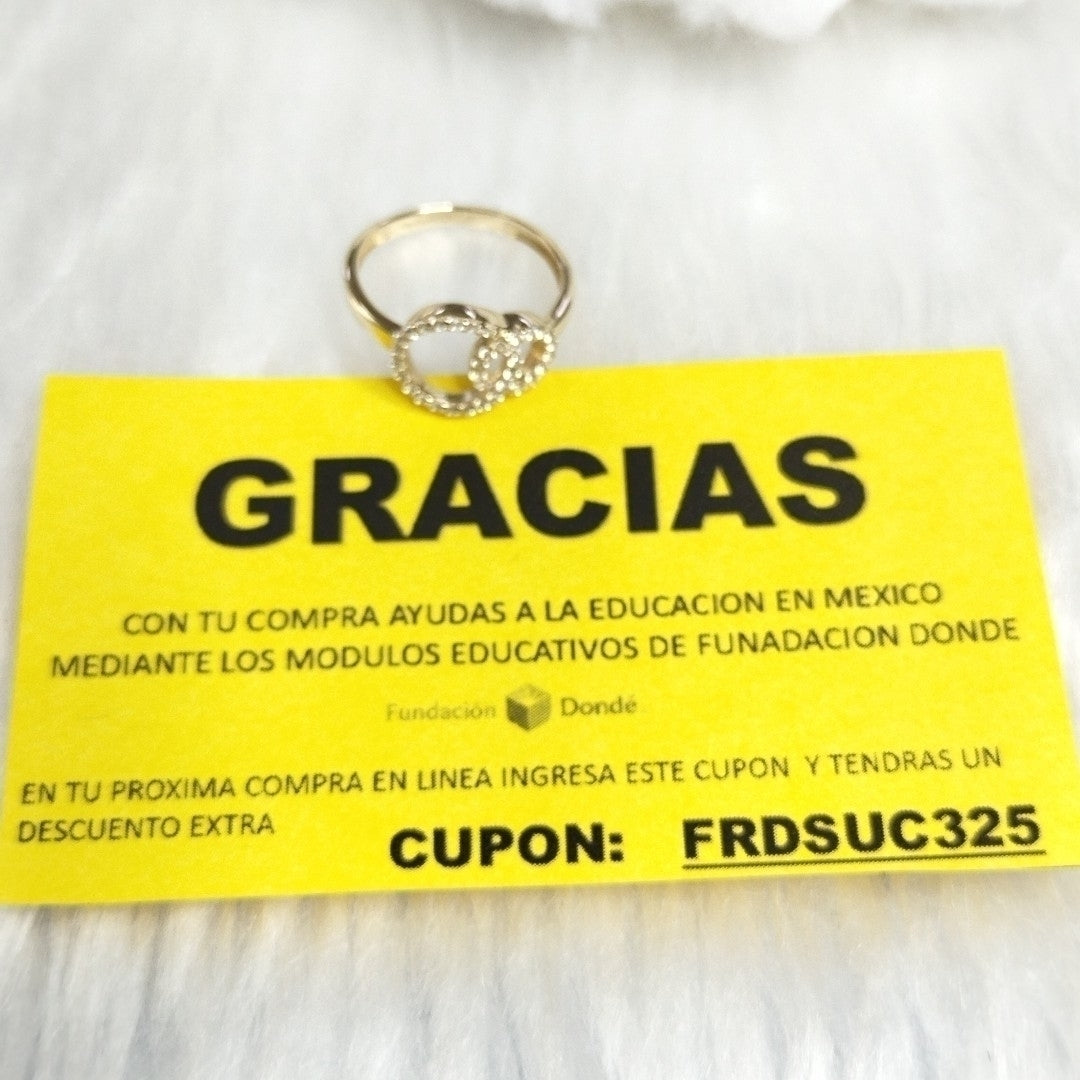 GRACIAS
CON TU COMPRA AYUDAS A LA EDUCACION EN MEXICO
MEDIANTE LOS MODULOS EDUCATIVOS DE FUNADACION DONDE
Fundación Dondé
EN TU PROXIMA COMPRA EN LINEA INGRESA ESTE CUPON Y TENDRAS UN
DESCUENTO EXTRA
CUPON: FRDSUC325